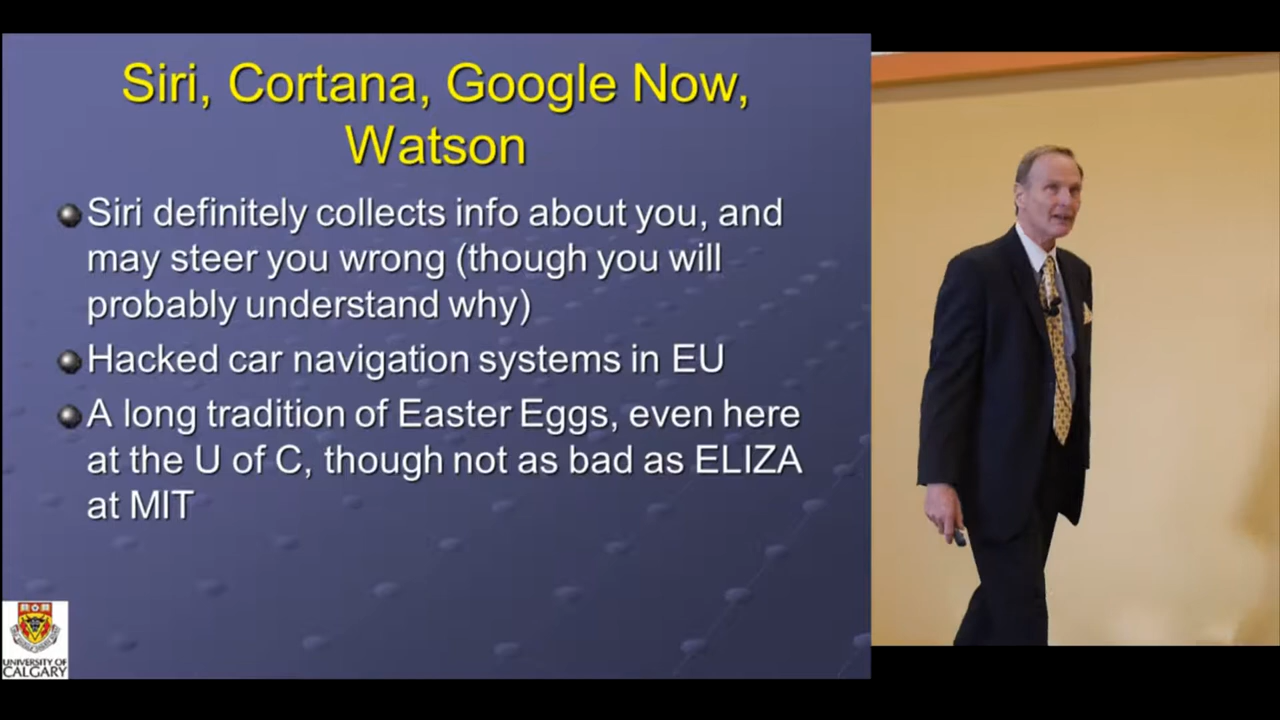 Siri, Cortana, Google Now,
Watson
Siri definitely collects info about you, and
may steer you wrong (though you will
probably understand why)
Hacked car navigation systems in EU
A long tradition of Easter Eggs, even here
at the U of C, though not as bad as ELIZA
at MIT
UNIVERSITY OF
CALGARY